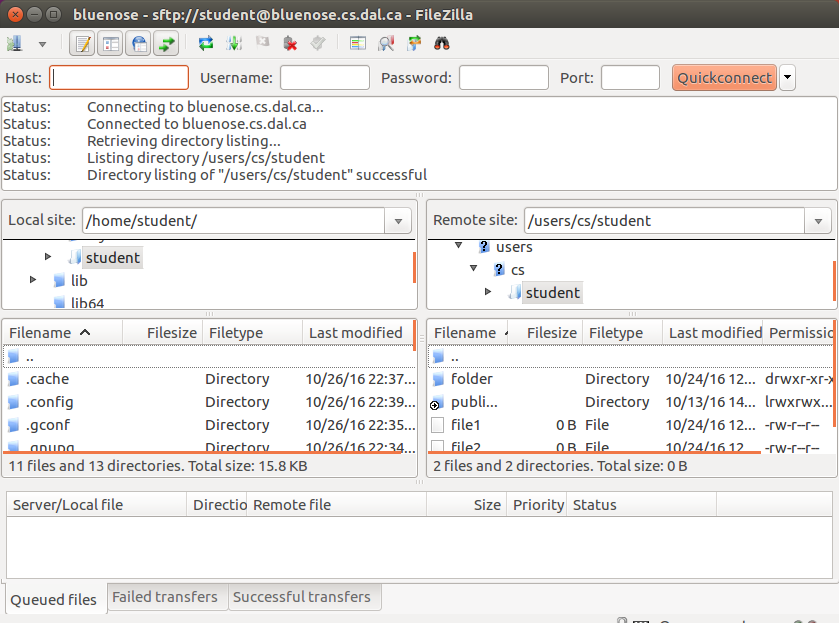 bluenose - sftp://student@bluenose.cs.dal.ca - FileZilla
Host: Username: Password: Port: Quickconnect
Status: Connecting to bluenose.cs.dal.ca...
Status: Connected to bluenose.cs.dal.ca
Status: Retrieving directory listing...
Status: Listing directory /users/cs/student
Status: Directory listing of "/users/cs/student" successful
Local site: /home/student/
student
lib
lib64
Remote site: /users/cs/student
users
cs
student
Filename Filesize Filetype Last modified
..
.cache Directory 10/26/16 22:37...
.config Directory 10/26/16 22:39...
.gconf Directory 10/26/16 22:35...
.gnupg Directory 10/26/16 22:34...
11 files and 13 directories. Total size: 15.8 KB
Filename Filesize Filetype Last modified Permissio
..
folder Directory 10/24/16 12... drwxr-xr-x
publi... Directory 10/13/16 14... lrwxrwx...
file1 0 B File 10/24/16 12... -rw-r--r--
file2 0 B File 10/24/16 12... -rw-r--r--
2 files and 2 directories. Total size: 0 B
Server/Local file Directio Remote file Size Priority Status
Queued files Failed transfers Successful transfers